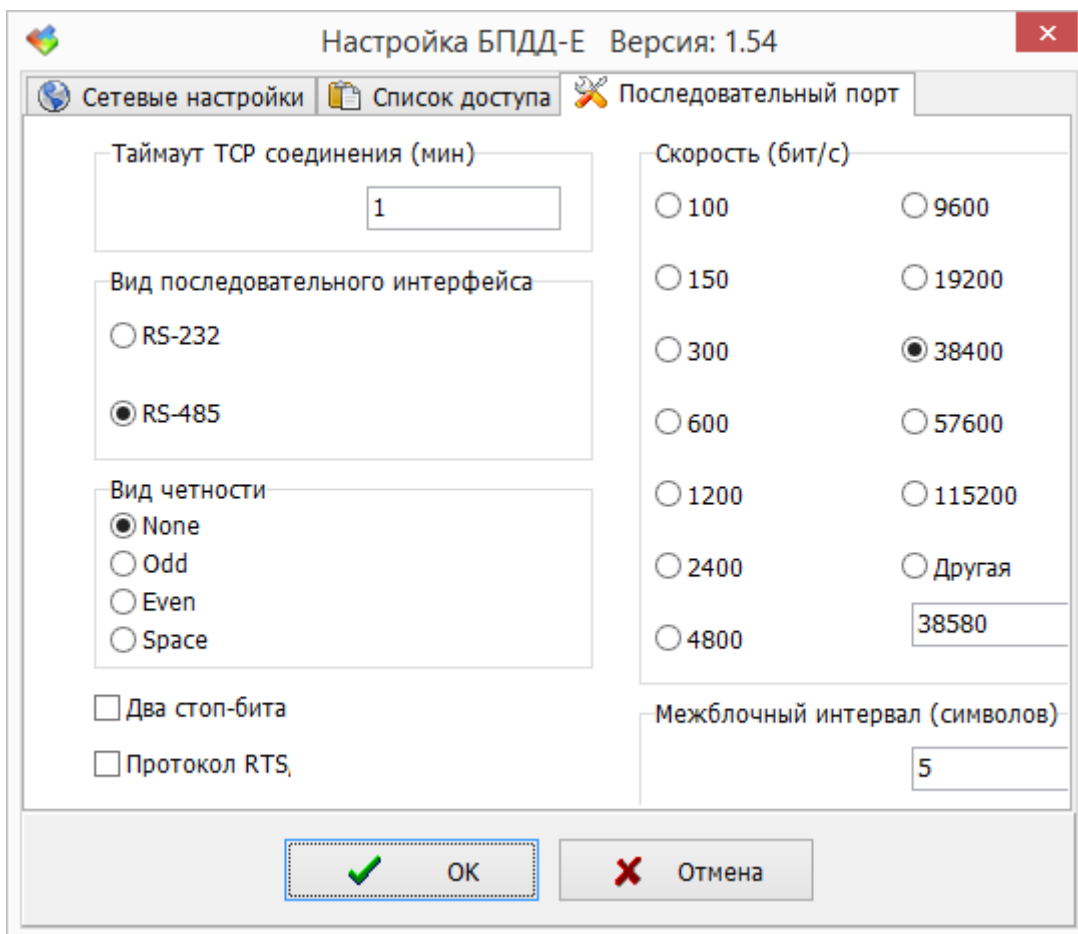 Настройка БПДД-Е Версия: 1.54
Сетевые настройки
Список доступа
Последовательный порт
Таймаут TCP соединения (мин)
1
Вид последовательного интерфейса
RS-232
RS-485
Вид четности
None
Odd
Even
Space
Два стоп-бита
Протокол RTS
Скорость (бит/с)
100
150
300
600
1200
2400
4800
9600
19200
38400
57600
115200
Другая
38580
Межблочный интервал (символов)
5
OK
Отмена